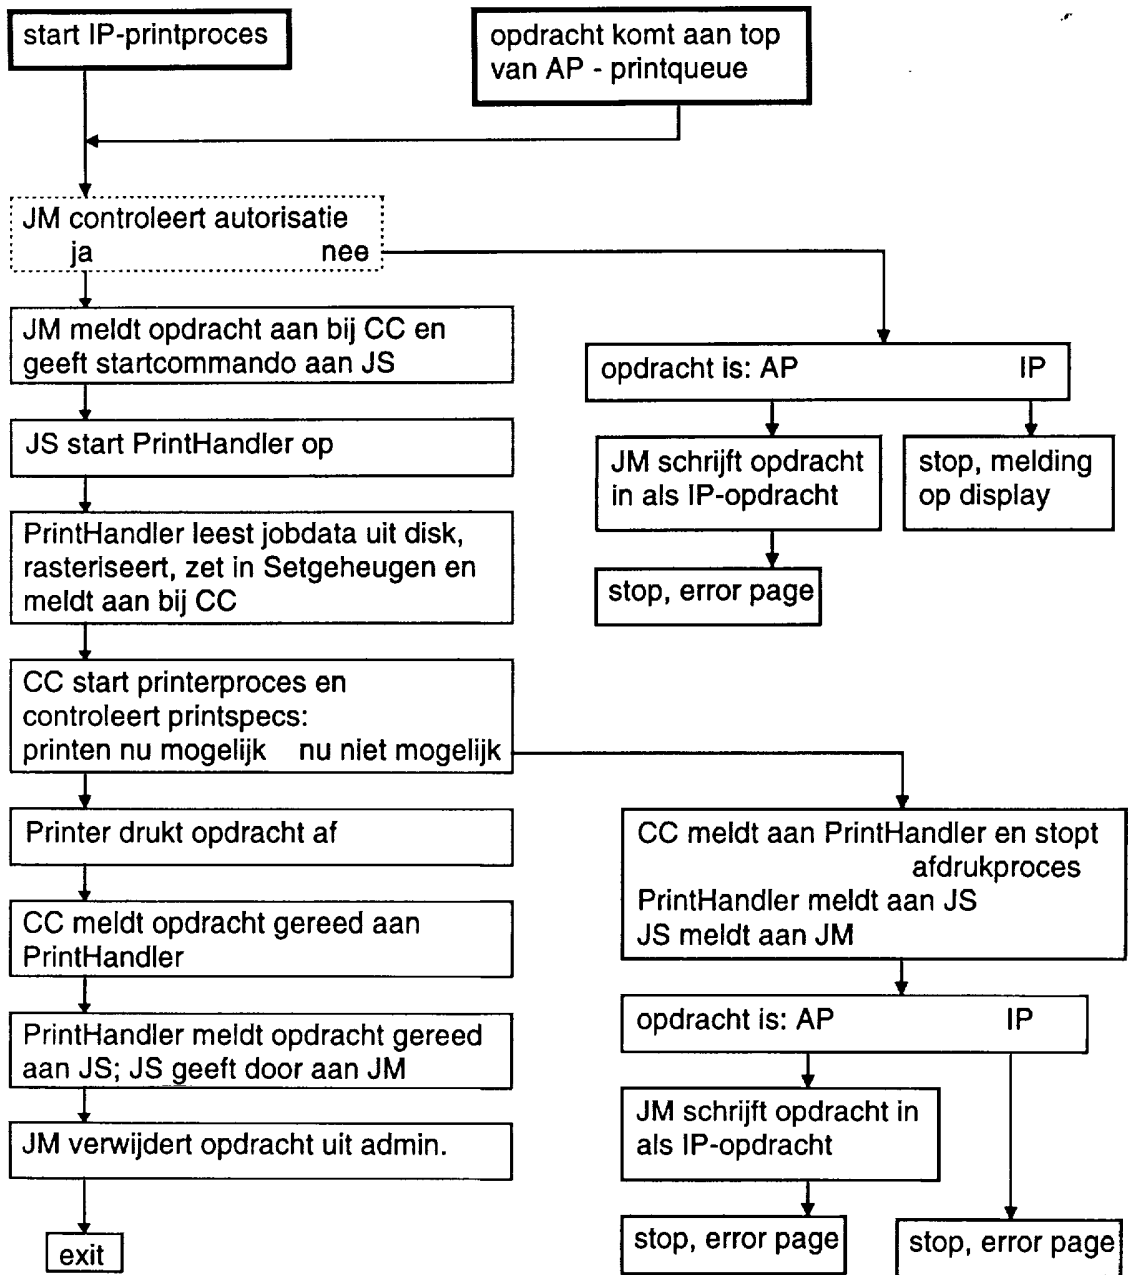 start IP-printproces
opdracht komt aan top
van AP - printqueue
JM controleert autorisatie
ja nee
JM meldt opdracht aan bij CC en
geeft startcommando aan JS
opdracht is: AP IP
JS start PrintHandler op
JM schrijft opdracht
in als IP-opdracht
stop, melding
op display
PrintHandler leest jobdata uit disk,
rasteriseert, zet in Setgeheugen en
meldt aan bij CC
stop, error page
CC start printerproces en
controleert printspecs:
printen nu mogelijk nu niet mogelijk
Printer drukt opdracht af
CC meldt aan PrintHandler en stopt
afdrukproces
PrintHandler meldt aan JS
JS meldt aan JM
CC meldt opdracht gereed aan
PrintHandler
PrintHandler meldt opdracht gereed
aan JS; JS geeft door aan JM
opdracht is: AP IP
JM schrijft opdracht in
als IP-opdracht
JM verwijdert opdracht uit admin.
exit
stop, error page
stop, error page